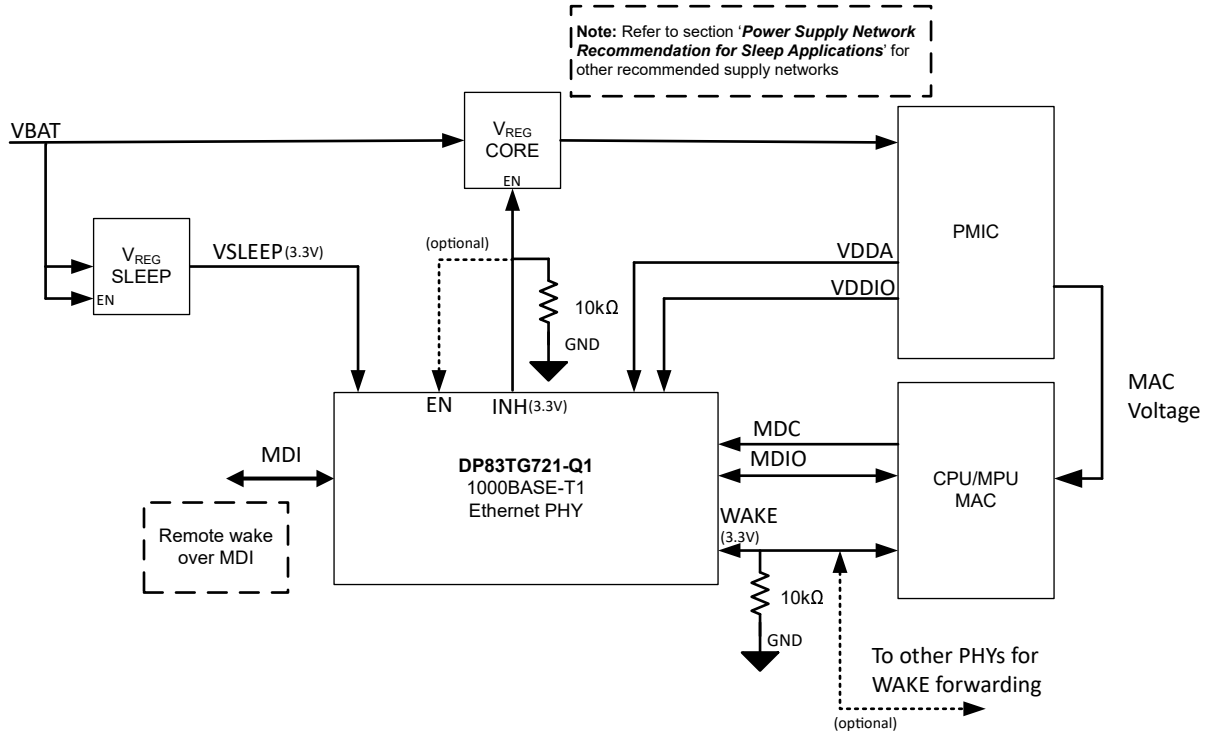 Note: Refer to section ‘Power Supply Network
Recommendation for Sleep Applications’ for
other recommended supply networks
VBAT
VREG
CORE
EN
PMIC
VREG
SLEEP
EN
VSLEEP (3.3V)
(optional)
10kΩ
GND
VDDA
VDDIO
MAC
Voltage
EN
INH (3.3V)
MDI
DP83TG721-Q1
1000BASE-T1
Ethernet PHY
MDC
MDIO
CPU/MPU
MAC
WAKE
(3.3V)
Remote wake
over MDI
10kΩ
GND
To other PHYs for
WAKE forwarding
(optional)